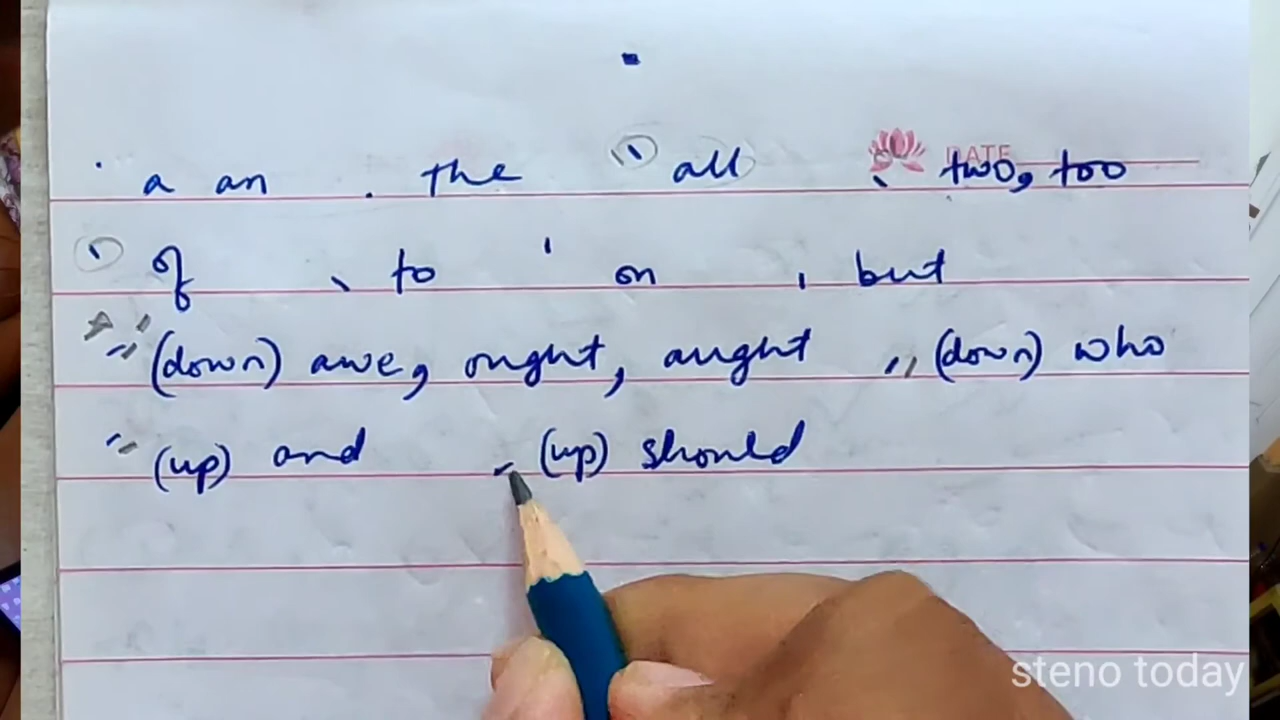 a an the all DATE two, too
of to on but
(down) awe, ought, aught (down) who
(up) and (up) should
steno today